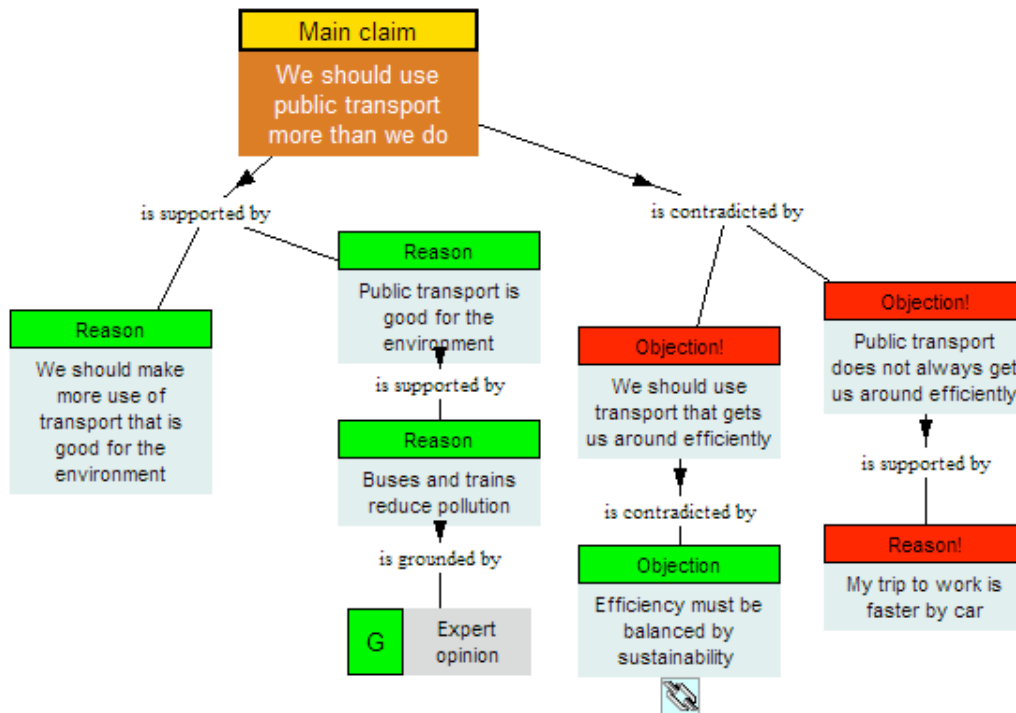 Main claim
We should use
public transport
more than we do
is supported by
is contradicted by
Reason
We should make
more use of
transport that is
good for the
environment
Reason
Public transport is
good for the
environment
is supported by
Reason
Buses and trains
reduce pollution
is grounded by
G
Expert
opinion
Objection!
We should use
transport that gets
us around efficiently
is contradicted by
Objection
Efficiency must be
balanced by
sustainability
Objection!
Public transport
does not always get
us around efficiently
is supported by
Reason!
My trip to work is
faster by car